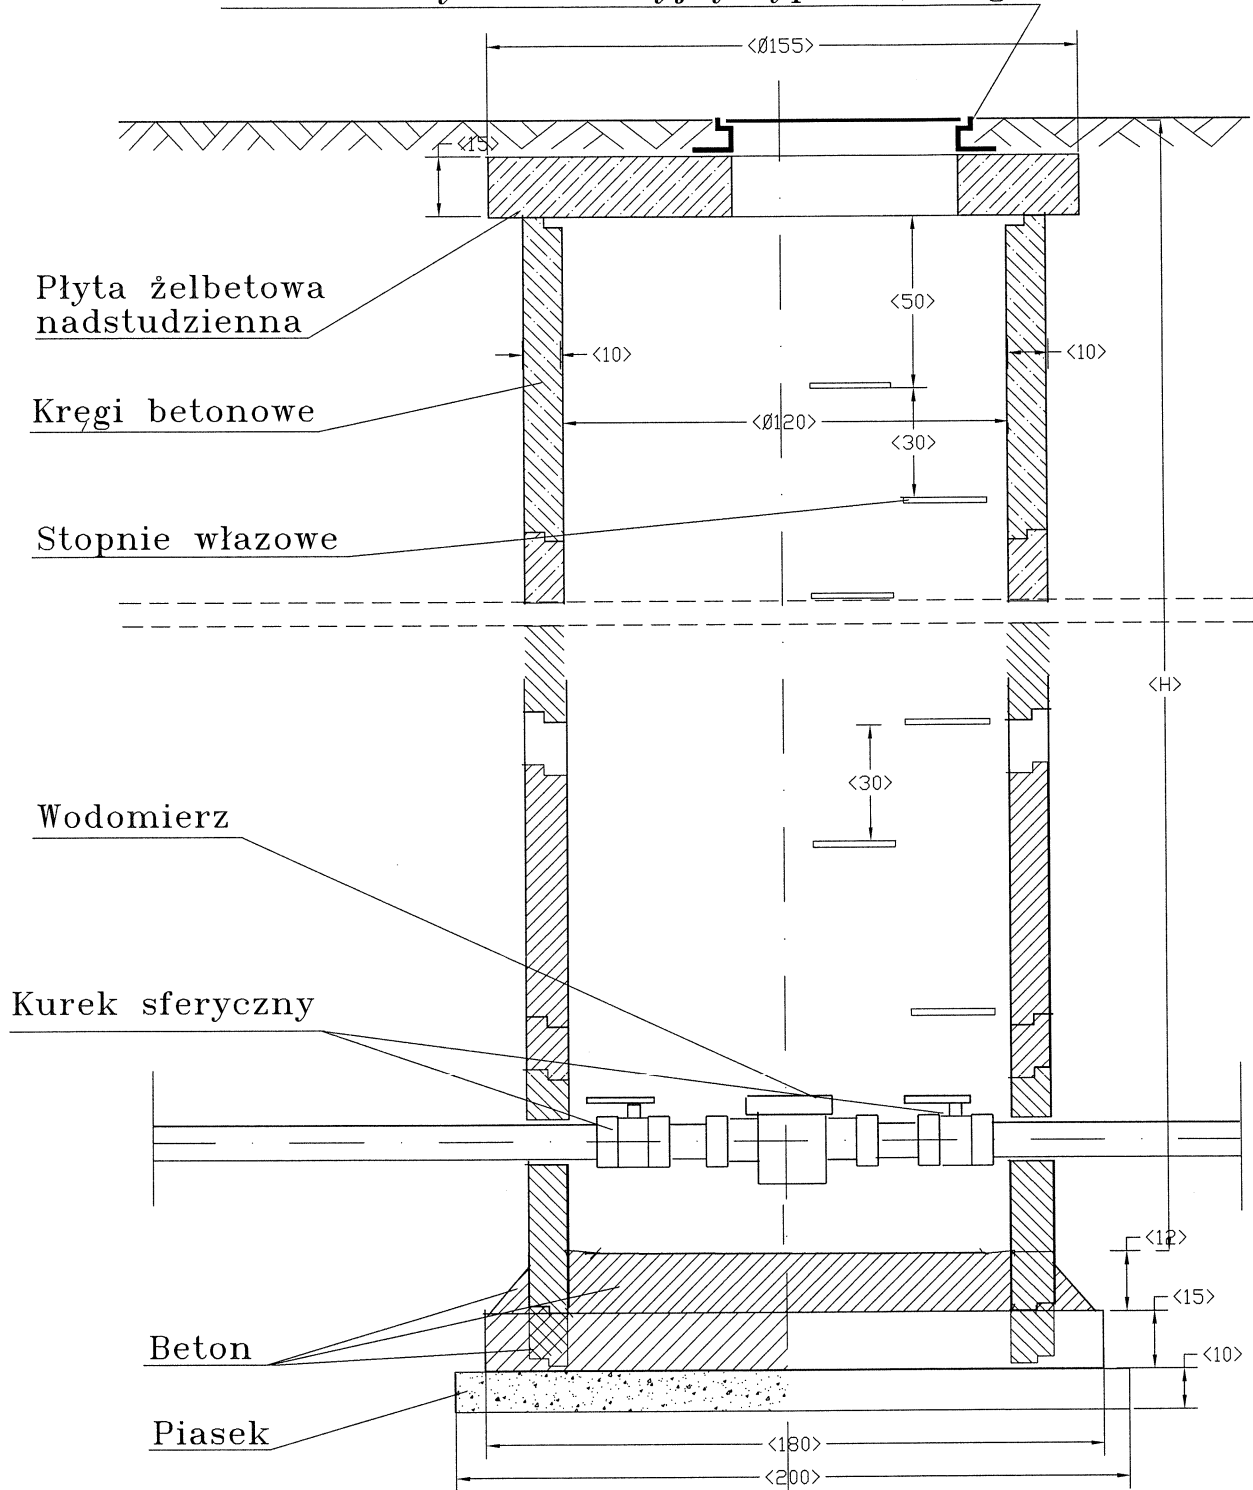 <Ø155>
<15>
Płyta żelbetowa
nadstudzienna
<50>
<10>
<10>
Kręgi betonowe
<Ø120>
<30>
Stopnie włazowe
<H>
<30>
Wodomierz
Kurek sferyczny
<12>
<15>
Beton
<10>
Piasek
<180>
<200>